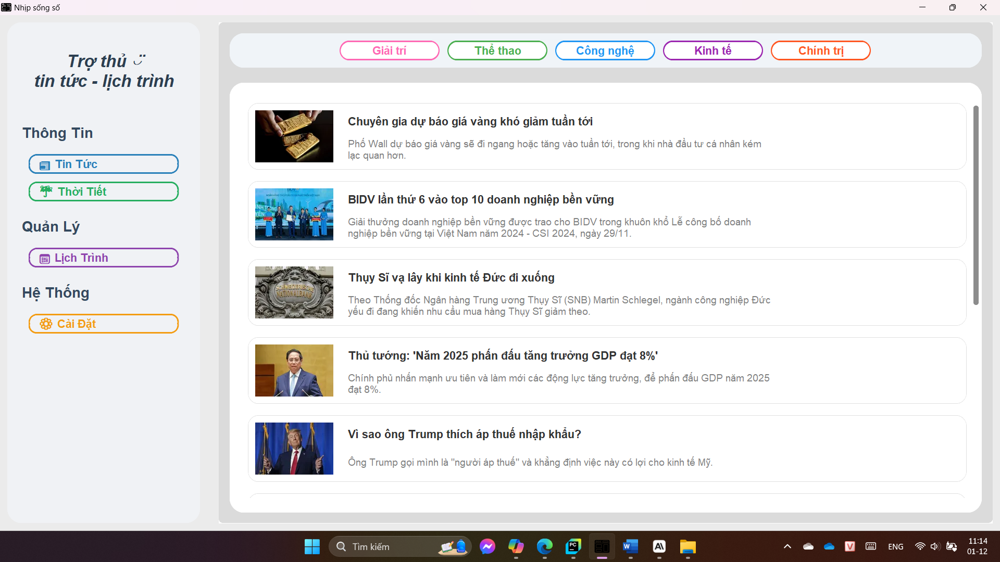 Nhịp sống số
Trợ thủ
tin tức - lịch trình
Thông Tin
Tin Tức
Thời Tiết
Quản Lý
Lịch Trình
Hệ Thống
Cài Đặt
Giải trí
Thể thao
Công nghệ
Kinh tế
Chính trị
Chuyên gia dự báo giá vàng khó giảm tuần tới
Phố Wall dự báo giá vàng sẽ đi ngang hoặc tăng vào tuần tới, trong khi nhà đầu tư cá nhân kém
lạc quan hơn.
BIDV lần thứ 6 vào top 10 doanh nghiệp bền vững
Giải thưởng doanh nghiệp bền vững được trao cho BIDV trong khuôn khổ Lễ công bố doanh
nghiệp bền vững tại Việt Nam năm 2024 - CSI 2024, ngày 29/11.
SCHWEIZERISCHE
NATIONALBANK
Thụy Sĩ vạ lây khi kinh tế Đức đi xuống
Theo Thống đốc Ngân hàng Trung ương Thụy Sĩ (SNB) Martin Schlegel, ngành công nghiệp Đức
yếu đi đang khiến nhu cầu mua hàng Thụy Sĩ giảm theo.
Thủ tướng: 'Năm 2025 phấn đấu tăng trưởng GDP đạt 8%'
Chính phủ nhấn mạnh ưu tiên và làm mới các động lực tăng trưởng, để phấn đấu GDP năm 2025
đạt 8%.
Vì sao ông Trump thích áp thuế nhập khẩu?
Ông Trump gọi mình là "người áp thuế" và khẳng định việc này có lợi cho kinh tế Mỹ.
Tìm kiếm
PC
W
V
ENG
11:14
01-12